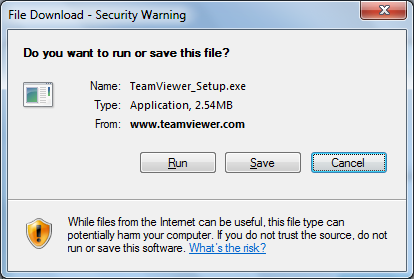 File Download - Security Warning
Do you want to run or save this file?
Name: TeamViewer_Setup.exe
Type: Application, 2.54MB
From: www.teamviewer.com
Run Save Cancel
While files from the Internet can be useful, this file type can
potentially harm your computer. If you do not trust the source, do not
run or save this software. What's the risk?